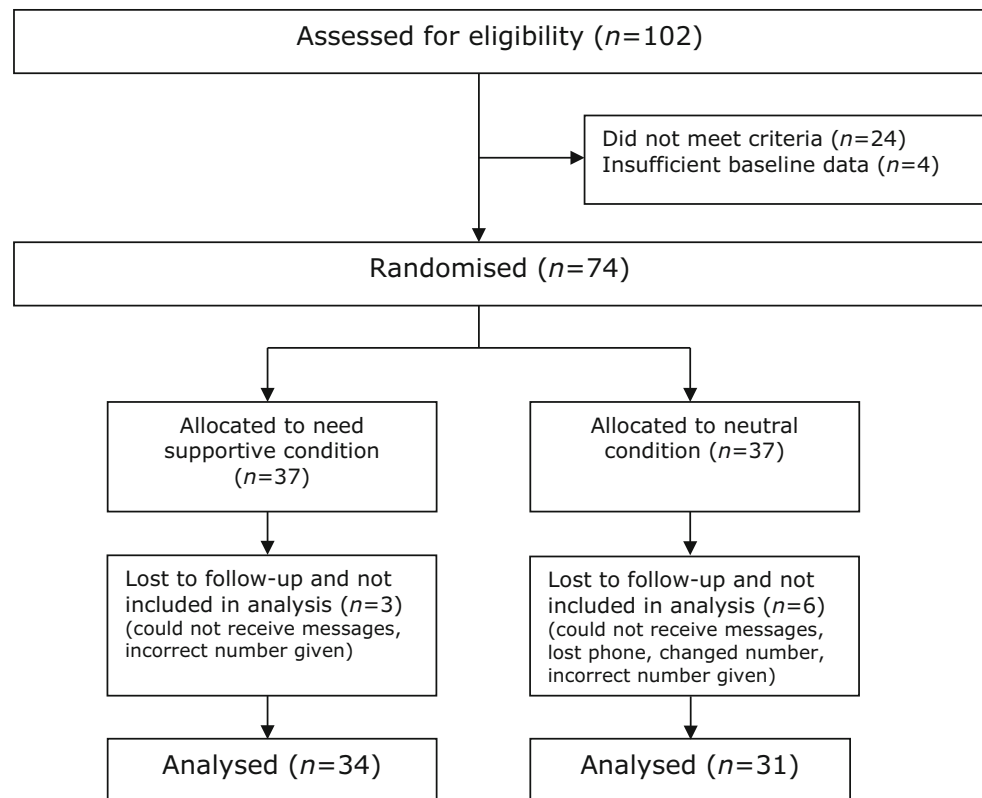 Assessed for eligibility (n=102)
Did not meet criteria (n=24)
Insufficient baseline data (n=4)
Randomised (n=74)
Allocated to need
supportive condition
(n=37)
Allocated to neutral
condition (n=37)
Lost to follow-up and not
included in analysis (n=3)
(could not receive messages,
incorrect number given)
Lost to follow-up and not
included in analysis (n=6)
(could not receive messages,
lost phone, changed number,
incorrect number given)
Analysed (n=34)
Analysed (n=31)